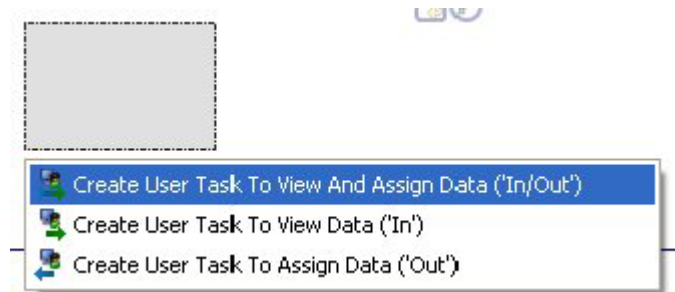 Create User Task To View And Assign Data ('In/Out')
Create User Task To View Data ('In')
Create User Task To Assign Data ('Out')